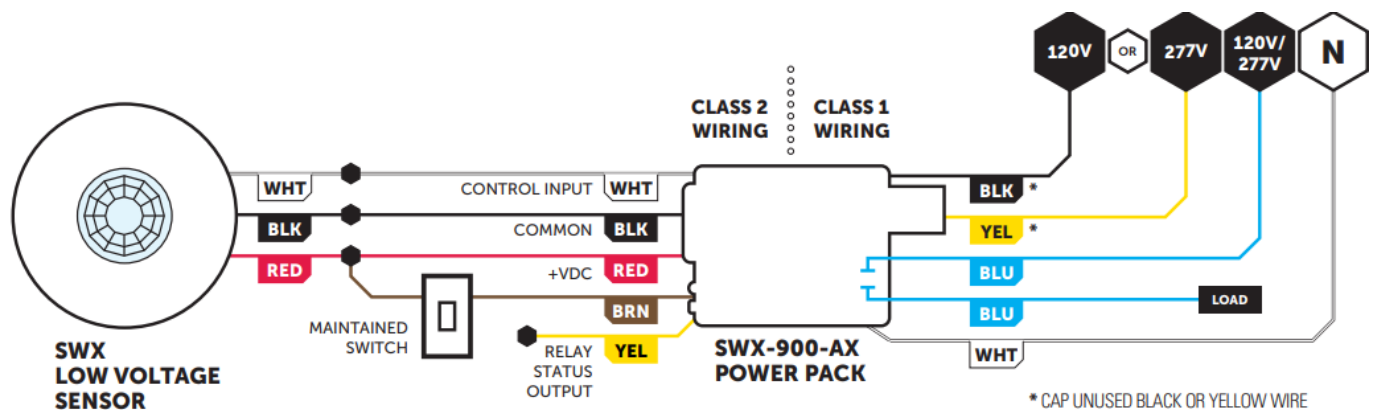 120V
OR
277V
120V/
277V
N
CLASS 2
WIRING
CLASS 1
WIRING
WHT
CONTROL INPUT
WHT
BLK *
BLK
COMMON
BLK
YEL *
RED
+VDC
RED
BLU
MAINTAINED
SWITCH
BRN
BLU
LOAD
RELAY
STATUS
OUTPUT
YEL
WHT
SWX
LOW VOLTAGE
SENSOR
SWX-900-AX
POWER PACK
* CAP UNUSED BLACK OR YELLOW WIRE